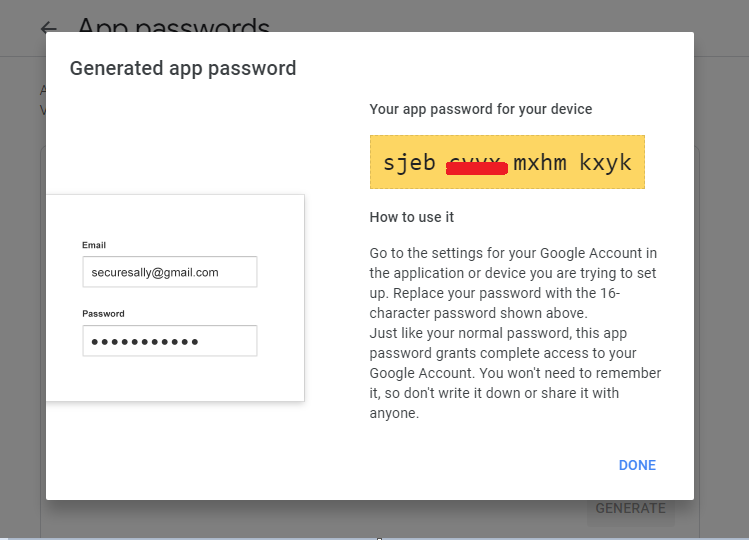 App passwords
Generated app password
Your app password for your device
sjeb mxhm kxyk
How to use it
Go to the settings for your Google Account in
the application or device you are trying to set
up. Replace your password with the 16-
character password shown above.
Just like your normal password, this app
password grants complete access to your
Google Account. You won't need to remember
it, so don't write it down or share it with
anyone.
Email
securesally@gmail.com
Password
DONE
GENERATE